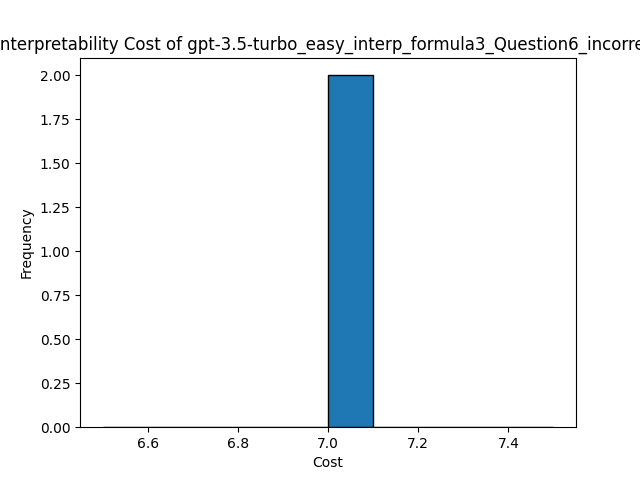 nterpretability Cost of gpt-3.5-turbo_easy_interp_formula3_Question6_incorre
2.00
1.75
1.50
1.25
1.00
0.75
0.50
0.25
0.00
Frequency
6.6 6.8 7.0 7.2 7.4
Cost